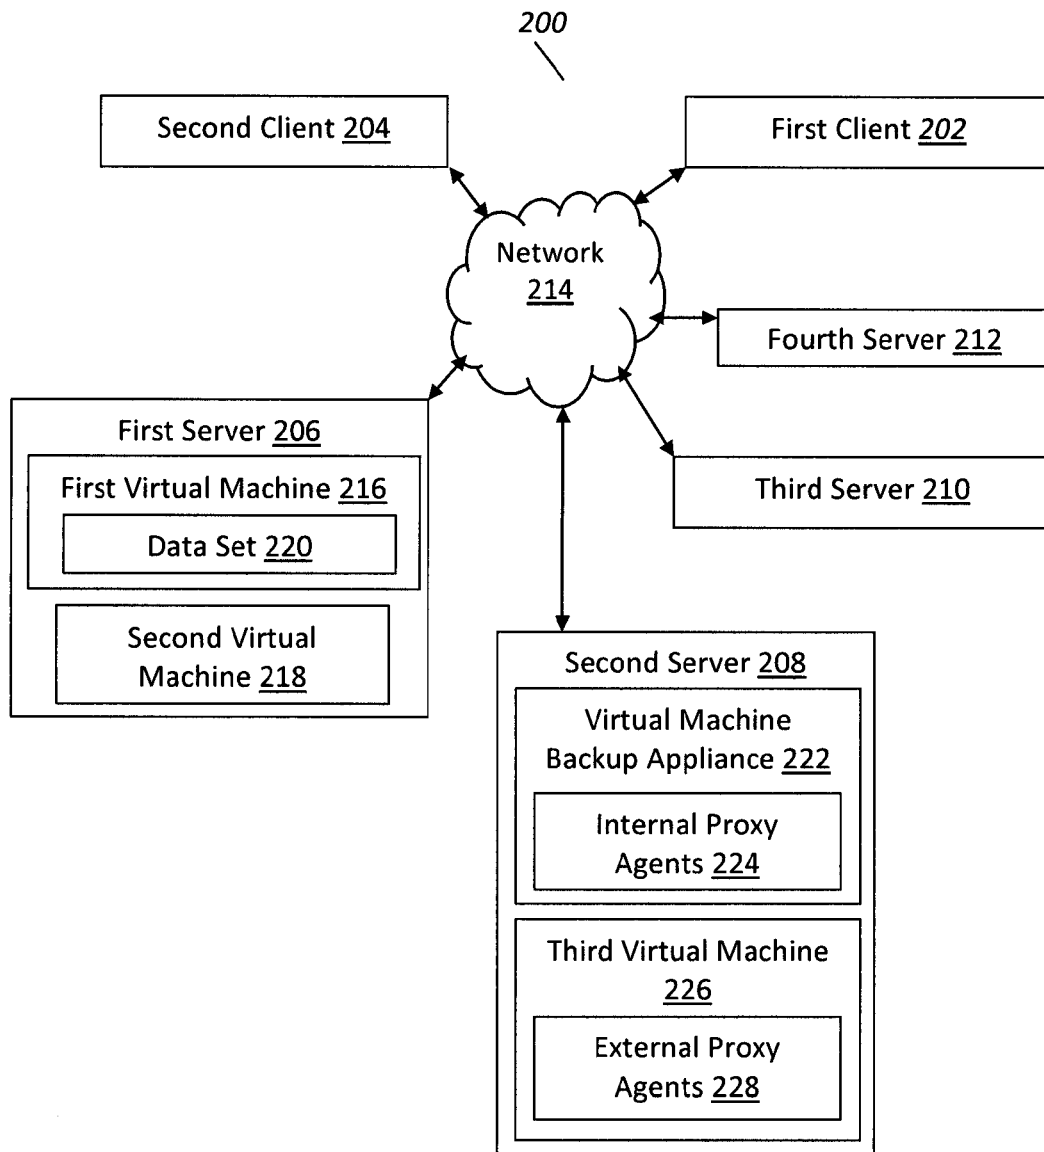 200
Second Client 204
First Client 202
Network
214
Fourth Server 212
First Server 206
First Virtual Machine 216
Data Set 220
Second Virtual
Machine 218
Third Server 210
Second Server 208
Virtual Machine
Backup Appliance 222
Internal Proxy
Agents 224
Third Virtual Machine
226
External Proxy
Agents 228